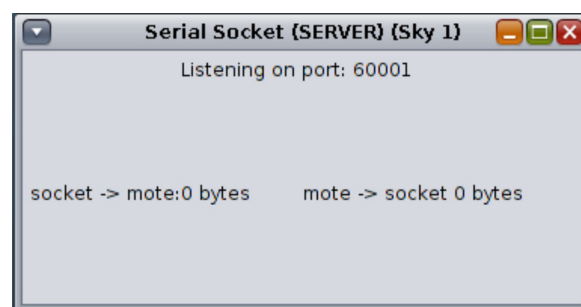 Serial Socket (SERVER) (Sky 1)
Listening on port: 60001
socket -> mote:0 bytes mote -> socket 0 bytes